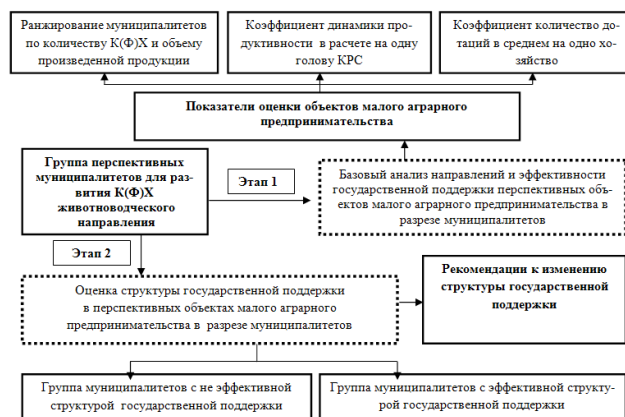 Ранжирование муниципалитетов
по количеству К(Ф)Х и объему
произведенной продукции
Коэффициент динамики про-
дуктивности в расчете на одну
голову КРС
Коэффициент количество до-
таций в среднем на одно хо-
зяйство
Показатели оценки объектов малого аграрного
предпринимательства
Группа перспективных
муниципалитетов для раз-
вития К(Ф)Х
животноводческого
направления
Этап 1
Базовый анализ направлений и эффективности
государственной поддержки перспективных объ-
ектов малого аграрного предпринимательства в
разрезе муниципалитетов
Этап 2
Оценка структуры государственной поддержки
в перспективных объектах малого аграрного
предпринимательства в разрезе муниципалитетов
Рекомендации к изменению
структуры государственной
поддержки
Группа муниципалитетов с не эффективной
структурой государственной поддержки
Группа муниципалитетов с эффективной структу-
рой государственной поддержки